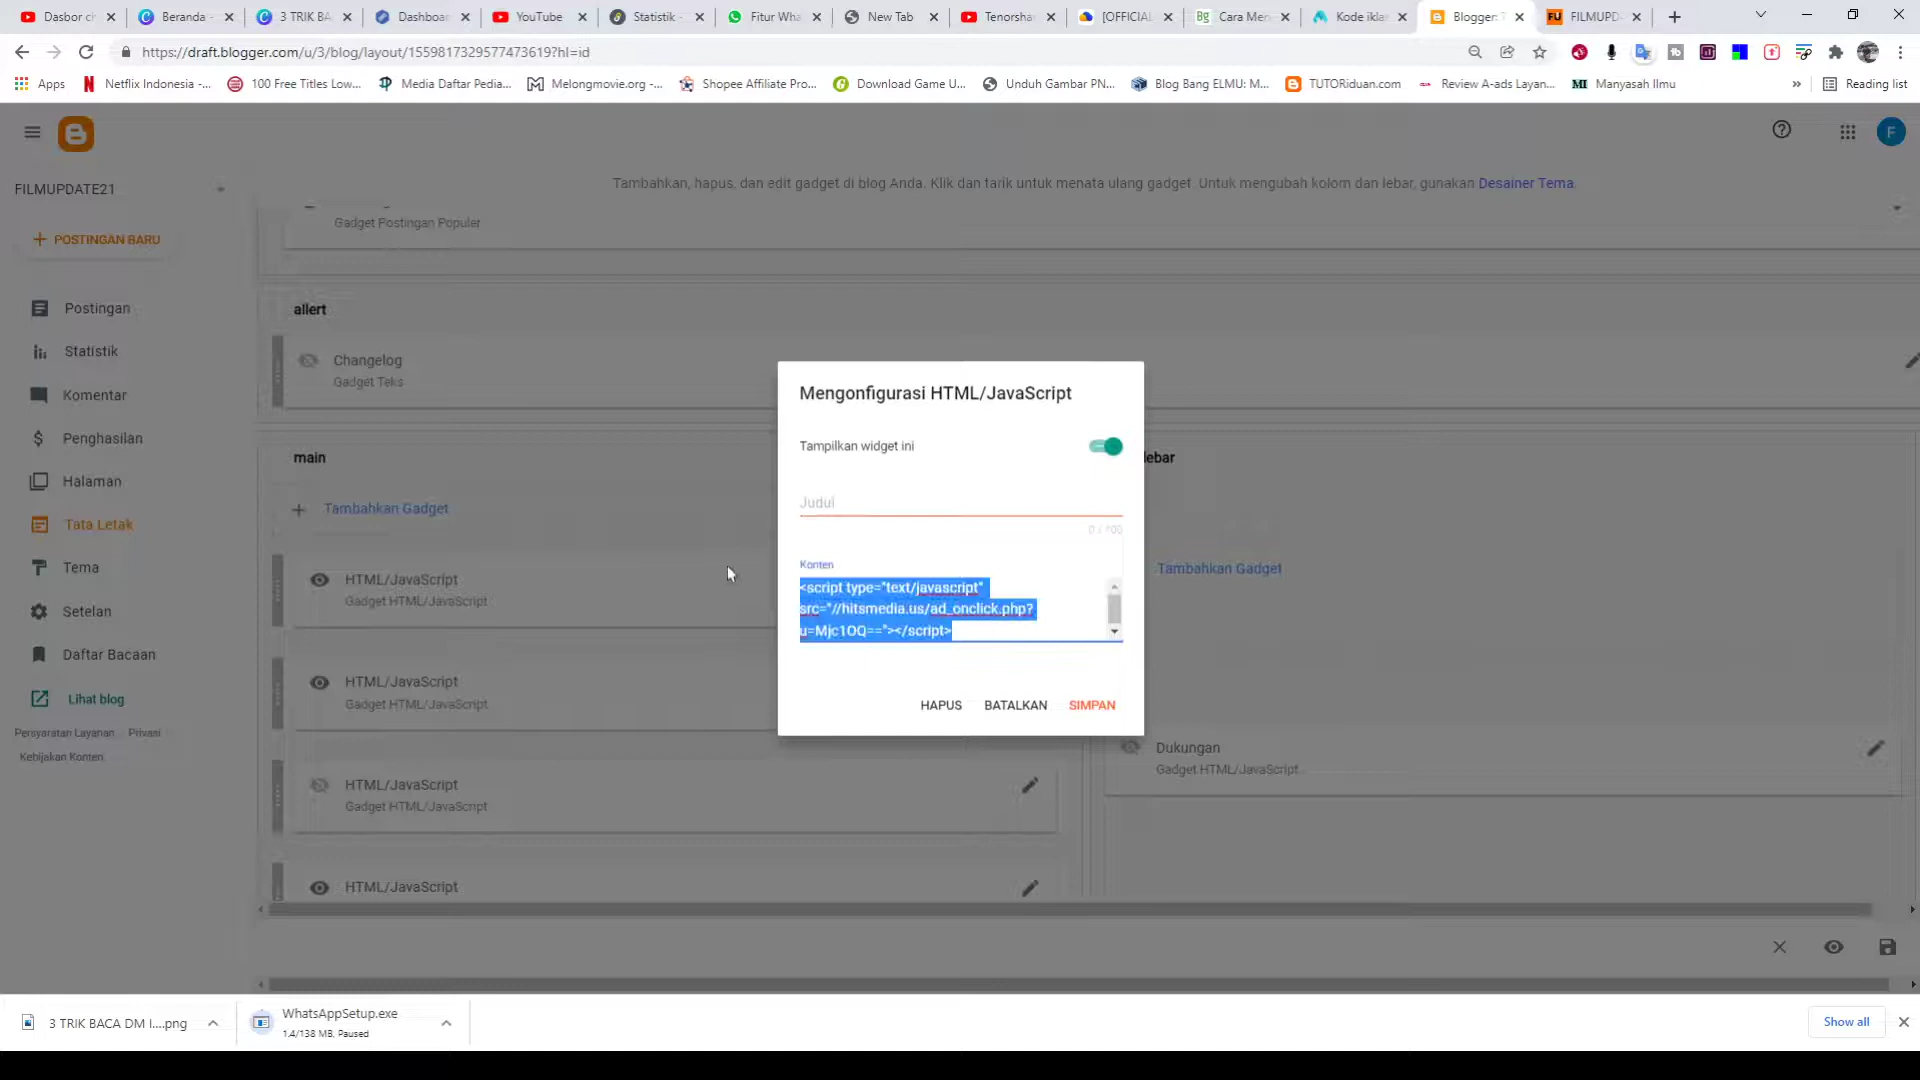 Dasbor ch
Beranda -
3 TRIK BA
Dashboar
YouTube
Statistik -
Fitur Wha
New Tab
Tenorsha
[OFFICIAL
Cara Men
Kode iklan
Blogger: T
FILMUPD
https://draft.blogger.com/u/3/blog/layout/1559817329577473619?hl=id
Apps
Netflix Indonesia -...
100 Free Titles Low...
Media Daftar Pedia...
Melongmovie.org -...
Shopee Affiliate Pro...
Download Game U...
Unduh Gambar PN...
Blog Bang ELMU: M...
TUTORiduan.com
Review A-ads Layan...
Manyasah Ilmu
Reading list
F
FILMUPDATE21
Tambahkan, hapus, dan edit gadget di blog Anda. Klik dan tarik untuk menata ulang gadget. Untuk mengubah kolom dan lebar, gunakan Desainer Tema.
POSTINGAN BARU
Postingan
Statistik
Komentar
Penghasilan
Halaman
Tata Letak
Tema
Setelan
Daftar Bacaan
Lihat blog
Persyaratan Layanan Privasi
Kebijakan Konten
Gadget Postingan Populer
allert
Changelog
Gadget Teks
main
Tambahkan Gadget
HTML/JavaScript
Gadget HTML/JavaScript
HTML/JavaScript
Gadget HTML/JavaScript
HTML/JavaScript
Gadget HTML/JavaScript
HTML/JavaScript
Mengonfigurasi HTML/JavaScript
Tampilkan widget ini
Judul
0 / 100
Konten
<script type="text/javascript"
src="//hitsmedia.us/ad_onclick.php?
u=Mjc1OQ=="></script>
HAPUS BATALKAN SIMPAN
lebar
Tambahkan Gadget
Dukungan
Gadget HTML/JavaScript
3 TRIK BACA DM I....png
WhatsAppSetup.exe
1.4/138 MB, Paused
Show all